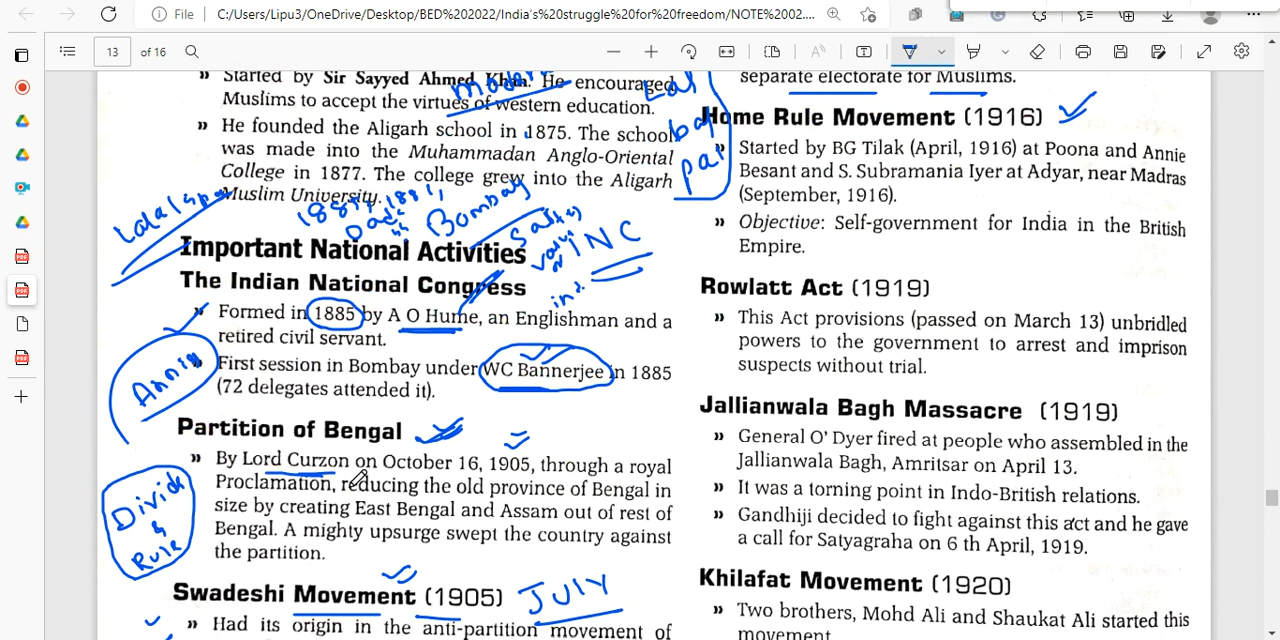 File
C:/Users/Lipu3/OneDrive/Desktop/BED%202022/India's%20struggle%20for%20freedom/NOTE%2002....
13 of 16
» Started by Sir Sayyed Ahmed Khan. He encouraged
Muslims to accept the virtues of western education.
» He founded the Aligarh school in 1875. The school
was made into the Muhammadan Anglo-Oriental
College in 1877. The college grew into the Aligarh
Muslim University.
Lal
bal
pal
Bombay
INC
Important National Activities
The Indian National Congress
» Formed in 1885 by A O Hume, an Englishman and a
retired civil servant.
» First session in Bombay under WC Bannerjee in 1885
(72 delegates attended it).
Annie
Partition of Bengal
» By Lord Curzon on October 16, 1905, through a royal
Proclamation, reducing the old province of Bengal in
size by creating East Bengal and Assam out of rest of
Bengal. A mighty upsurge swept the country against
the partition.
Divide
&
Rule
Swadeshi Movement (1905)
JULY
» Had its origin in the anti-partition movement of
separate electorate for Muslims.
Home Rule Movement (1916)
» Started by BG Tilak (April, 1916) at Poona and Annie
Besant and S. Subramania Iyer at Adyar, near Madras
(September, 1916).
» Objective: Self-government for India in the British
Empire.
Rowlatt Act (1919)
» This Act provisions (passed on March 13) unbridled
powers to the government to arrest and imprison
suspects without trial.
Jallianwala Bagh Massacre (1919)
» General O' Dyer fired at people who assembled in the
Jallianwala Bagh, Amritsar on April 13.
» It was a torning point in Indo-British relations.
» Gandhiji decided to fight against this act and he gave
a call for Satyagraha on 6 th April, 1919.
Khilafat Movement (1920)
» Two brothers, Mohd Ali and Shaukat Ali started this
movement.